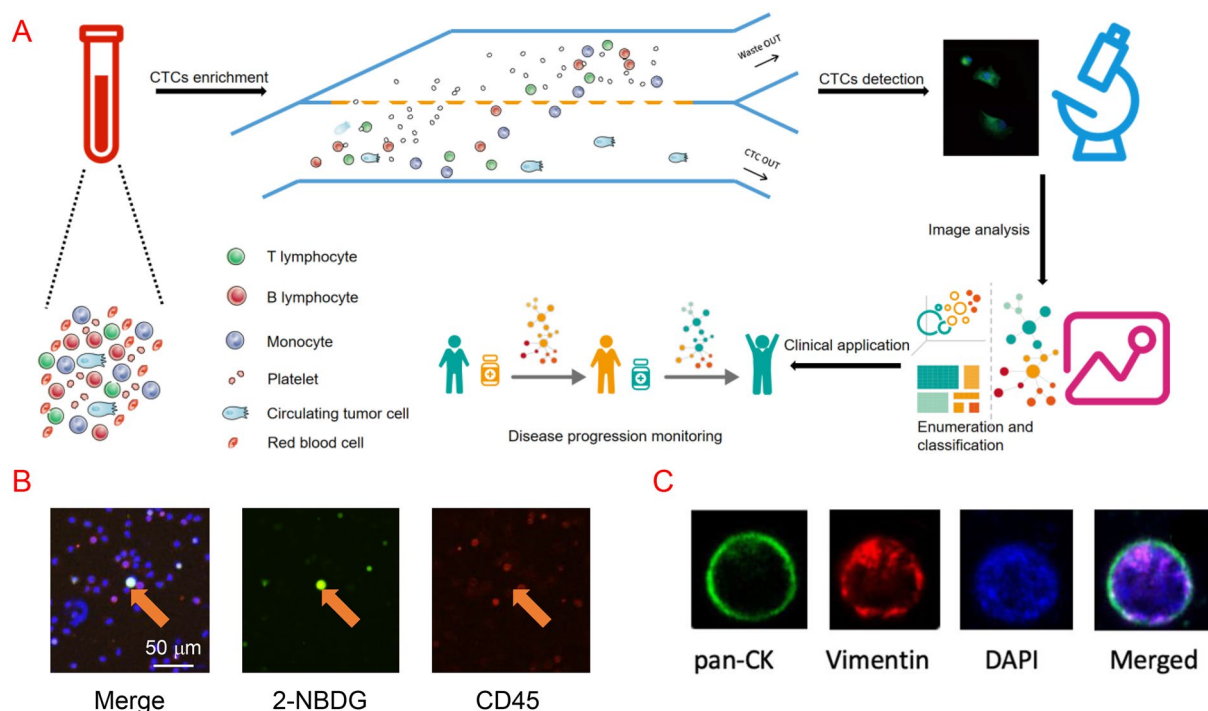 A
CTCs enrichment
Waste OUT
CTC OUT
CTCs detection
Image analysis
T lymphocyte
B lymphocyte
Monocyte
Platelet
Circulating tumor cell
Red blood cell
Disease progression monitoring
Clinical application
Enumeration and
classification
B
50 μm
Merge
2-NBDG
CD45
C
pan-CK
Vimentin
DAPI
Merged